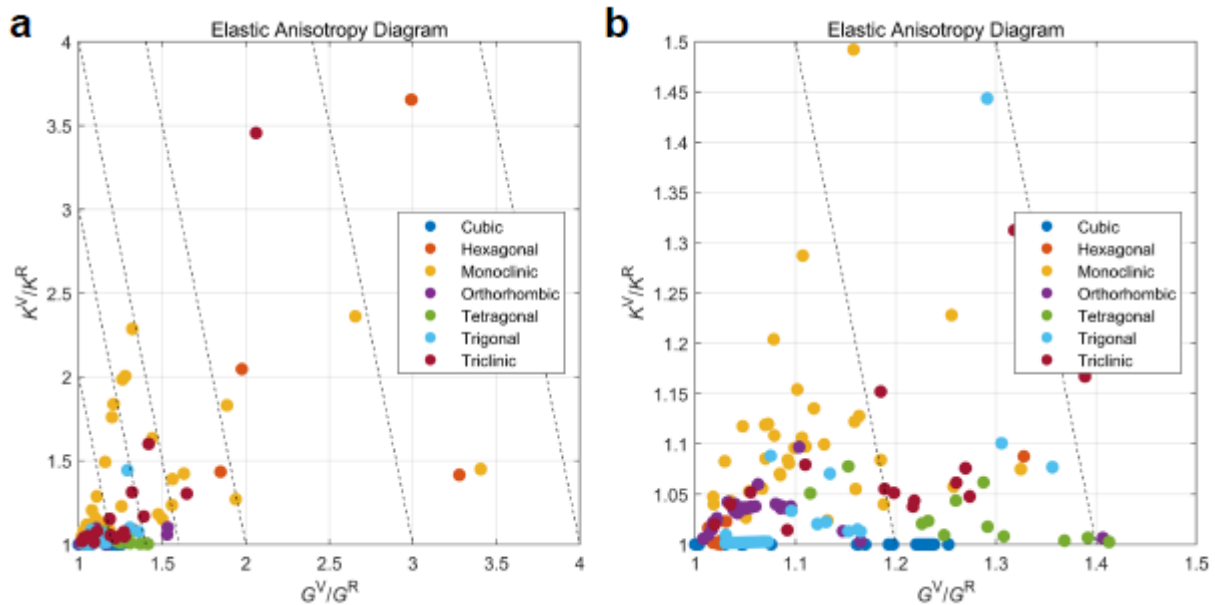 a
Elastic Anisotropy Diagram
4
3.5
3
2.5
2
1.5
1
K^V/K^R
1
1.5
2
2.5
3
3.5
4
G^V/G^R
Cubic
Hexagonal
Monoclinic
Orthorhombic
Tetragonal
Trigonal
Triclinic
b
Elastic Anisotropy Diagram
1.5
1.45
1.4
1.35
1.3
1.25
1.2
1.15
1.1
1.05
1
K^V/K^R
1
1.1
1.2
1.3
1.4
1.5
G^V/G^R
Cubic
Hexagonal
Monoclinic
Orthorhombic
Tetragonal
Trigonal
Triclinic